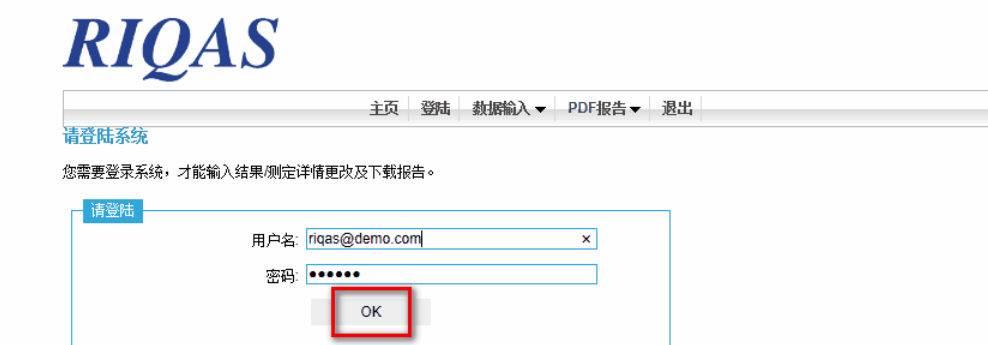 RIQAS
主页 登陆 数据输入 PDF报告 退出
请登陆系统
您需要登录系统，才能输入结果/测定详情更改及下载报告。
请登陆
用户名: riqas@demo.com ×
密码: ••••••
OK